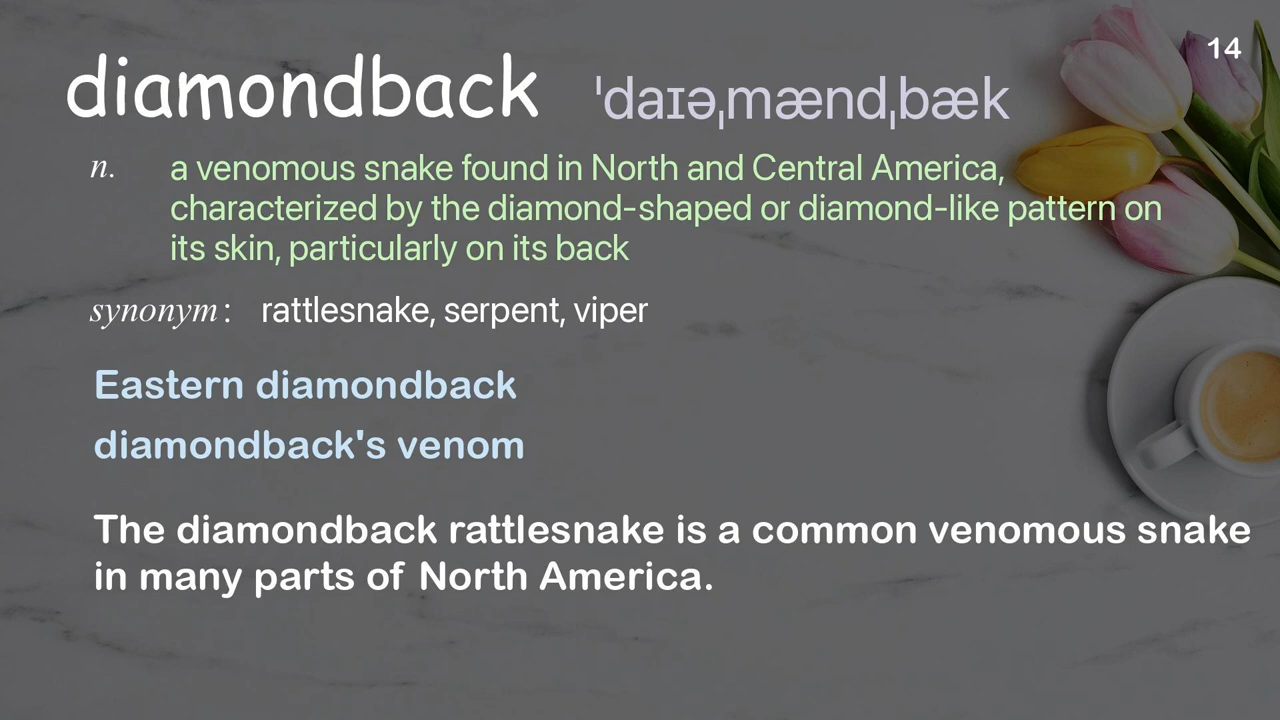 14
diamondback ˈdaɪəˌmændˌbæk
n. a venomous snake found in North and Central America,
characterized by the diamond-shaped or diamond-like pattern on
its skin, particularly on its back
synonym: rattlesnake, serpent, viper
Eastern diamondback
diamondback's venom
The diamondback rattlesnake is a common venomous snake
in many parts of North America.